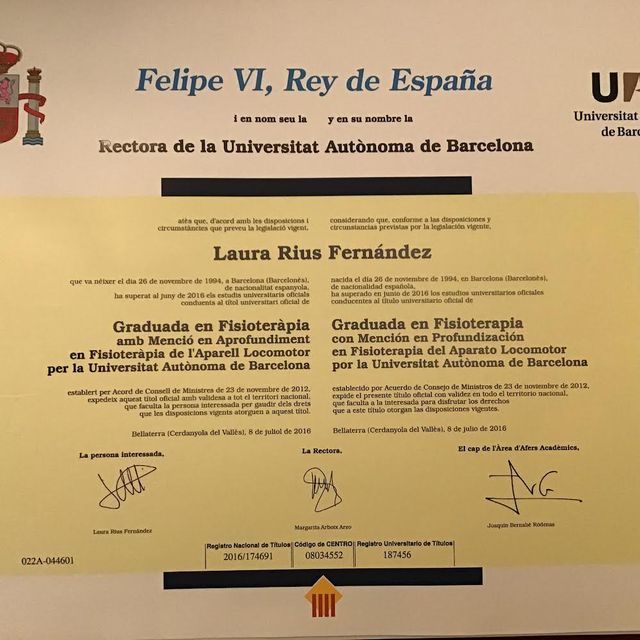 Felipe VI, Rey de España
i en nom seu la y en su nombre la
Rectora de la Universitat Autònoma de Barcelona
Universitat
de Barc
atès que, d'acord amb les disposicions i
circumstàncies que preveu la legislació vigent,
considerando que, conforme a las disposiciones y
circunstancias previstas por la legislación vigente,
Laura Rius Fernández
que va néixer el dia 26 de novembre de 1994, a Barcelona (Barcelonès),
de nacionalitat espanyola,
ha superat al juny de 2016 els estudis universitaris oficials
conduents al títol universitari oficial de
nacida el día 26 de noviembre de 1994, en Barcelona (Barcelonès),
de nacionalidad española,
ha superado en junio de 2016 los estudios universitarios oficiales
conducentes al título universitario oficial de
Graduada en Fisioteràpia
amb Menció en Aprofundiment
en Fisioteràpia de l'Aparell Locomotor
per la Universitat Autònoma de Barcelona
Graduada en Fisioterapia
con Mención en Profundización
en Fisioterapia del Aparato Locomotor
por la Universitat Autònoma de Barcelona
establert per Acord de Consell de Ministres de 23 de novembre de 2012,
expedeix aquest títol oficial amb validesa a tot el territori nacional,
que faculta la persona interessada per gaudir dels drets
que les disposicions vigents atorguen a aquest títol.
establecido por Acuerdo de Consejo de Ministros de 23 de noviembre de 2012,
expide el presente título oficial con validez en todo el territorio nacional,
que faculta a la interesada para disfrutar los derechos
que a este título otorgan las disposiciones vigentes.
Bellaterra (Cerdanyola del Vallès), 8 de juliol de 2016
Bellaterra (Cerdanyola del Vallès), 8 de julio de 2016
La persona interessada,
La Rectora,
El cap de l'Àrea d'Afers Acadèmics,
Laura Rius Fernández
Margarita Arboix Arzo
Joaquín Bernabé Ródenas
Registro Nacional de Títulos
2016/174691
Código de CENTRO
08034552
Registro Universitario de Títulos
187456
022A-044601